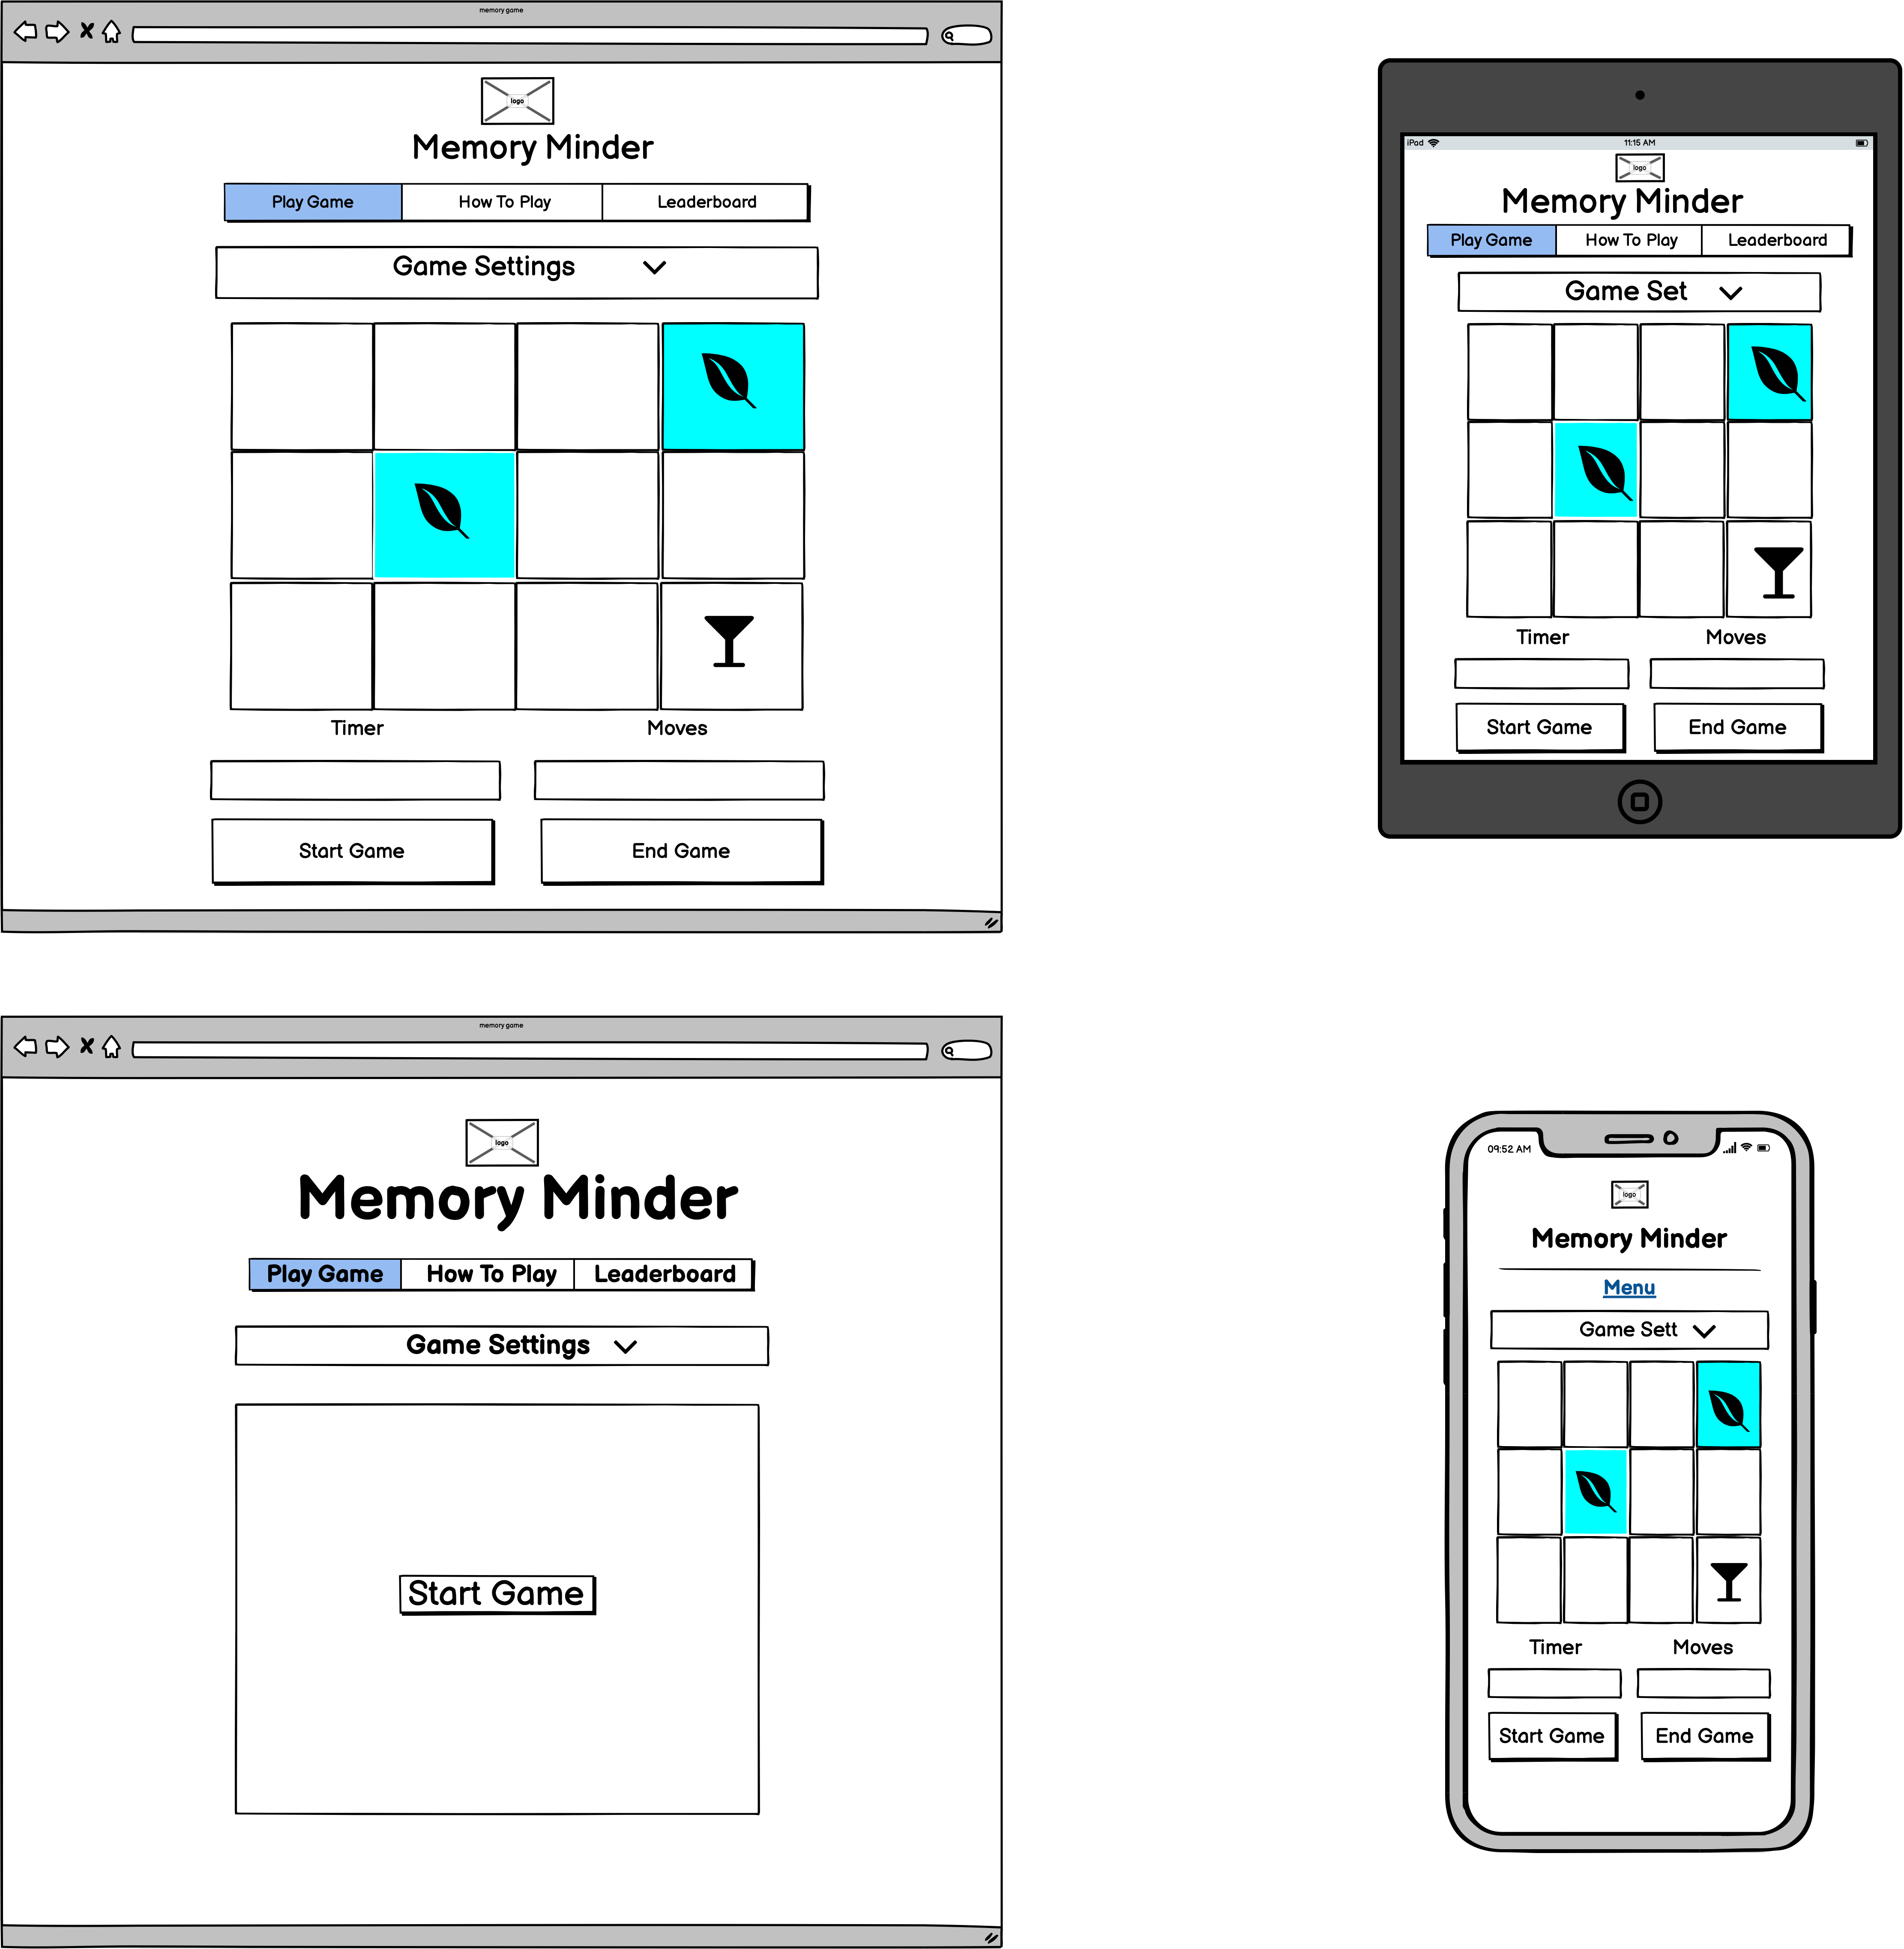 memory game
logo
Memory Minder
Play Game How To Play Leaderboard
Game Settings
Timer Moves
Start Game End Game
iPad 11:15 AM
logo
Memory Minder
Play Game How To Play Leaderboard
Game Set
Timer Moves
Start Game End Game
memory game
logo
Memory Minder
Play Game How To Play Leaderboard
Game Settings
Start Game
09:52 AM
logo
Memory Minder
Menu
Game Sett
Timer Moves
Start Game End Game